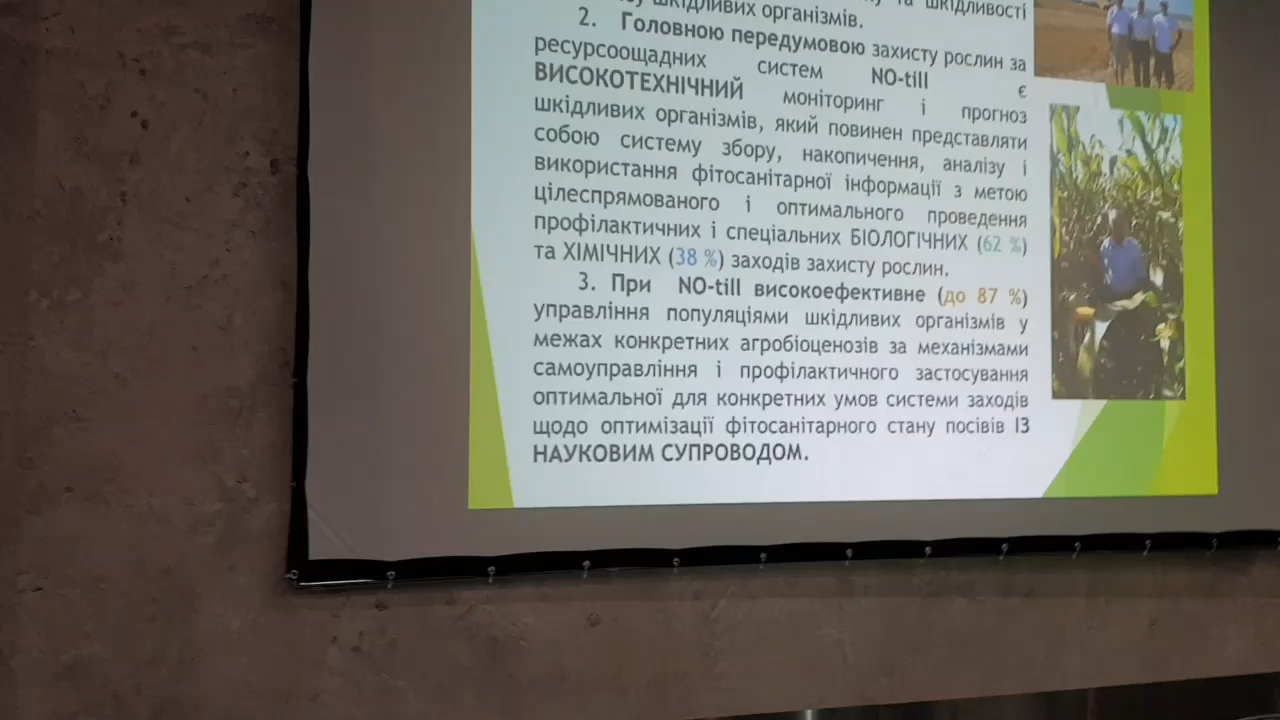 та шкідливості
шкідливих організмів.
2. Головною передумовою захисту рослин за
ресурсоощадних систем NO-till є
ВИСОКОТЕХНІЧНИЙ моніторинг і прогноз
шкідливих організмів, який повинен представляти
собою систему збору, накопичення, аналізу і
використання фітосанітарної інформації з метою
цілеспрямованого і оптимального проведення
профілактичних і спеціальних БІОЛОГІЧНИХ (62 %)
та ХІМІЧНИХ (38 %) заходів захисту рослин.
3. При NO-till високоефективне (до 87 %)
управління популяціями шкідливих організмів у
межах конкретних агробіоценозів за механізмами
самоуправління і профілактичного застосування
оптимальної для конкретних умов системи заходів
щодо оптимізації фітосанітарного стану посівів ІЗ
НАУКОВИМ СУПРОВОДОМ.